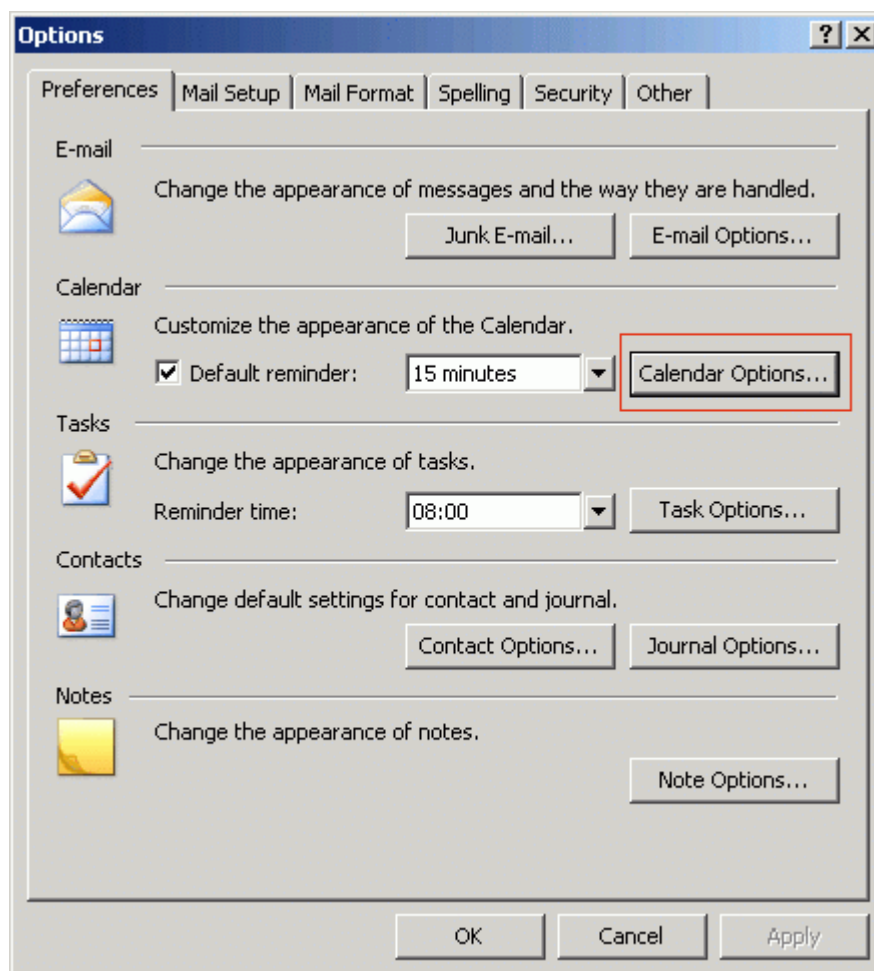 Options
Preferences Mail Setup Mail Format Spelling Security Other
E-mail
Change the appearance of messages and the way they are handled.
Junk E-mail... E-mail Options...
Calendar
Customize the appearance of the Calendar.
Default reminder: 15 minutes Calendar Options...
Tasks
Change the appearance of tasks.
Reminder time: 08:00 Task Options...
Contacts
Change default settings for contact and journal.
Contact Options... Journal Options...
Notes
Change the appearance of notes.
Note Options...
OK Cancel Apply